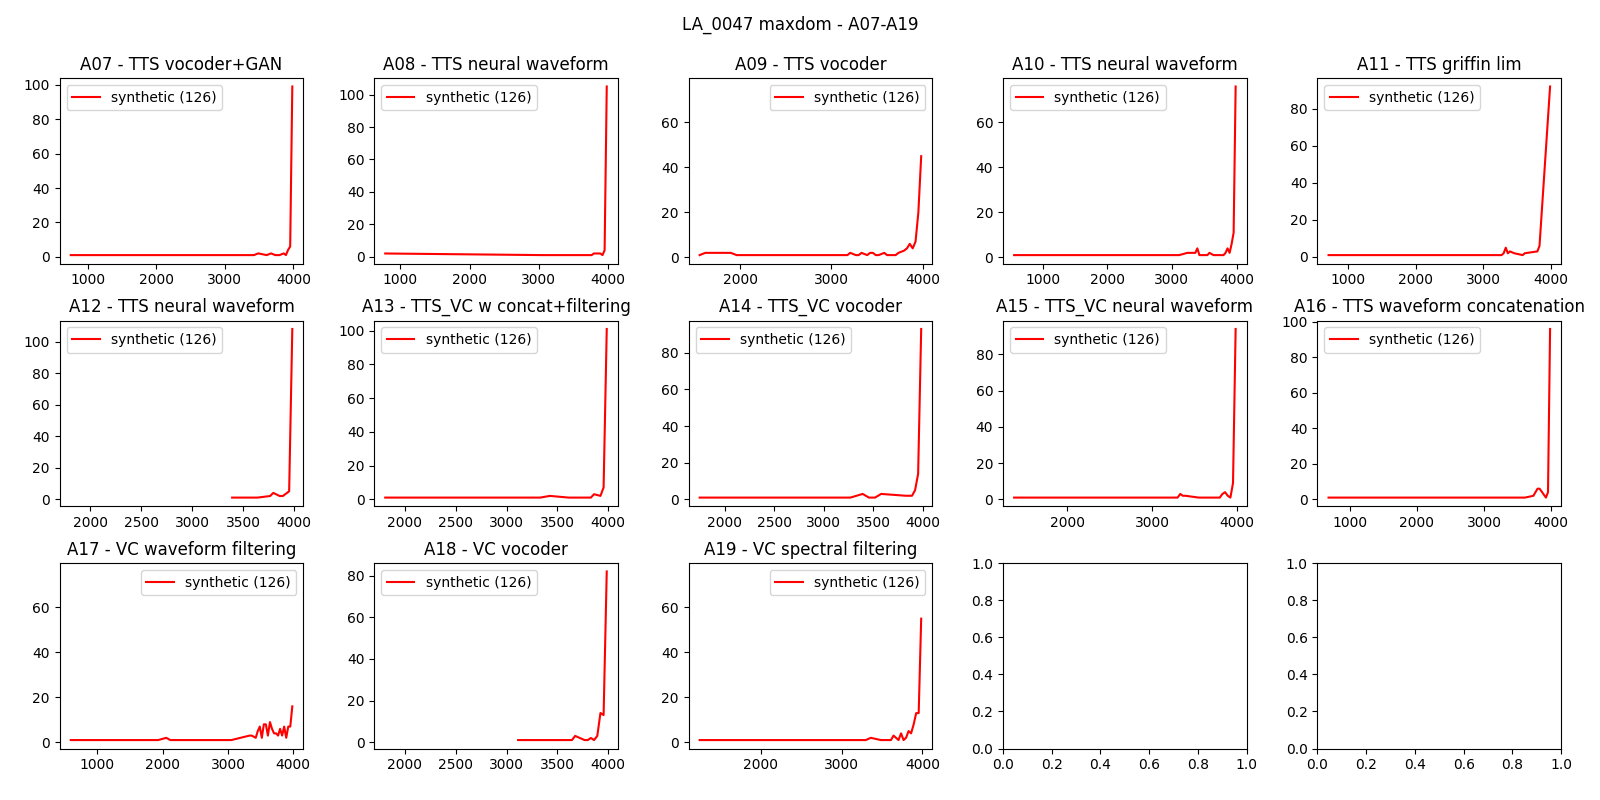 LA_0047 maxdom - A07-A19
A07 - TTS vocoder+GAN
synthetic (126)
100
80
60
40
20
0
1000 2000 3000 4000
A08 - TTS neural waveform
synthetic (126)
100
80
60
40
20
0
1000 2000 3000 4000
A09 - TTS vocoder
synthetic (126)
60
40
20
0
2000 3000 4000
A10 - TTS neural waveform
synthetic (126)
60
40
20
0
1000 2000 3000 4000
A11 - TTS griffin lim
synthetic (126)
80
60
40
20
0
1000 2000 3000 4000
A12 - TTS neural waveform
synthetic (126)
100
80
60
40
20
0
2000 2500 3000 3500 4000
A13 - TTS_VC w concat+filtering
synthetic (126)
100
80
60
40
20
0
2000 2500 3000 3500 4000
A14 - TTS_VC vocoder
synthetic (126)
80
60
40
20
0
2000 2500 3000 3500 4000
A15 - TTS_VC neural waveform
synthetic (126)
80
60
40
20
0
2000 3000 4000
A16 - TTS waveform concatenation
synthetic (126)
100
80
60
40
20
0
1000 2000 3000 4000
A17 - VC waveform filtering
synthetic (126)
60
40
20
0
1000 2000 3000 4000
A18 - VC vocoder
synthetic (126)
80
60
40
20
0
2000 2500 3000 3500 4000
A19 - VC spectral filtering
synthetic (126)
60
40
20
0
2000 3000 4000
1.0
0.8
0.6
0.4
0.2
0.0
0.0 0.2 0.4 0.6 0.8 1.0
1.0
0.8
0.6
0.4
0.2
0.0
0.0 0.2 0.4 0.6 0.8 1.0